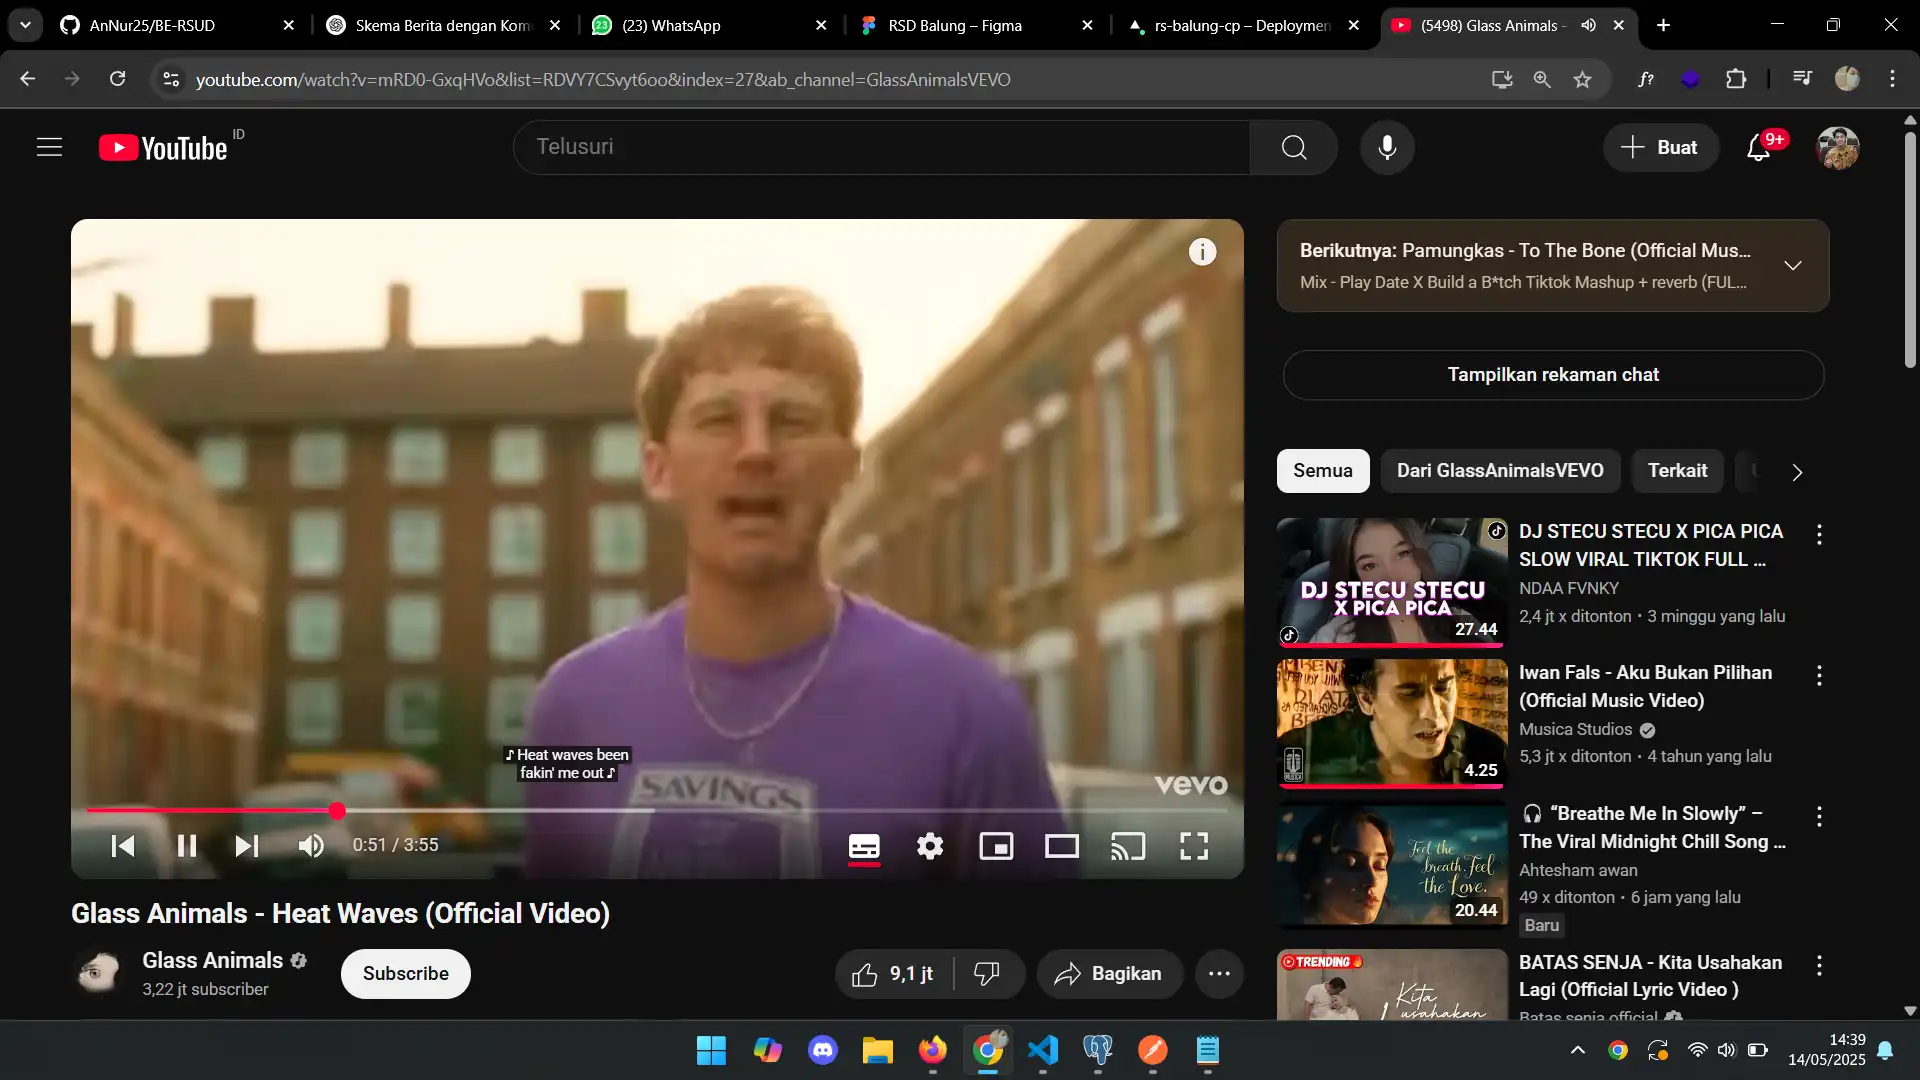 AnNur25/BE-RSUD
Skema Berita dengan Kom
(23) WhatsApp
RSD Balung – Figma
rs-balung-cp – Deploymen
(5498) Glass Animals -
youtube.com/watch?v=mRD0-GxqHVo&list=RDVY7CSvyt6oo&index=27&ab_channel=GlassAnimalsVEVO
YouTube ID
Telusuri
Buat
9+
Berikutnya: Pamungkas - To The Bone (Official Mus...
Mix - Play Date X Build a B*tch Tiktok Mashup + reverb (FUL...
Tampilkan rekaman chat
Semua
Dari GlassAnimalsVEVO
Terkait
♪ Heat waves been
fakin' me out ♪
SAVINGS
vevo
0:51 / 3:55
Glass Animals - Heat Waves (Official Video)
Glass Animals
3,22 jt subscriber
Subscribe
9,1 jt
Bagikan
DJ STECU STECU
X PICA PICA
27.44
DJ STECU STECU X PICA PICA
SLOW VIRAL TIKTOK FULL ...
NDAA FVNKY
2,4 jt x ditonton • 3 minggu yang lalu
4.25
Iwan Fals - Aku Bukan Pilihan
(Official Music Video)
Musica Studios
5,3 jt x ditonton • 4 tahun yang lalu
Feel the
breath. Feel
the Love.
20.44
🎧 “Breathe Me In Slowly” –
The Viral Midnight Chill Song ...
Ahtesham awan
49 x ditonton • 6 jam yang lalu
Baru
TRENDING
Kita
usahakan
BATAS SENJA - Kita Usahakan
Lagi (Official Lyric Video )
Batas senja official
14:39
14/05/2025